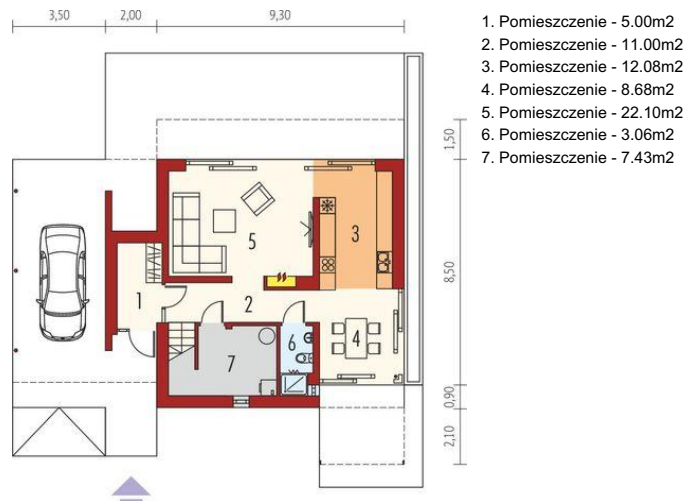 3,50 2,00 9,30
1. Pomieszczenie - 5.00m2
2. Pomieszczenie - 11.00m2
3. Pomieszczenie - 12.08m2
4. Pomieszczenie - 8.68m2
5. Pomieszczenie - 22.10m2
6. Pomieszczenie - 3.06m2
7. Pomieszczenie - 7.43m2
1,50
8,50
0,90
2,10
5
3
1
2
4
6
7